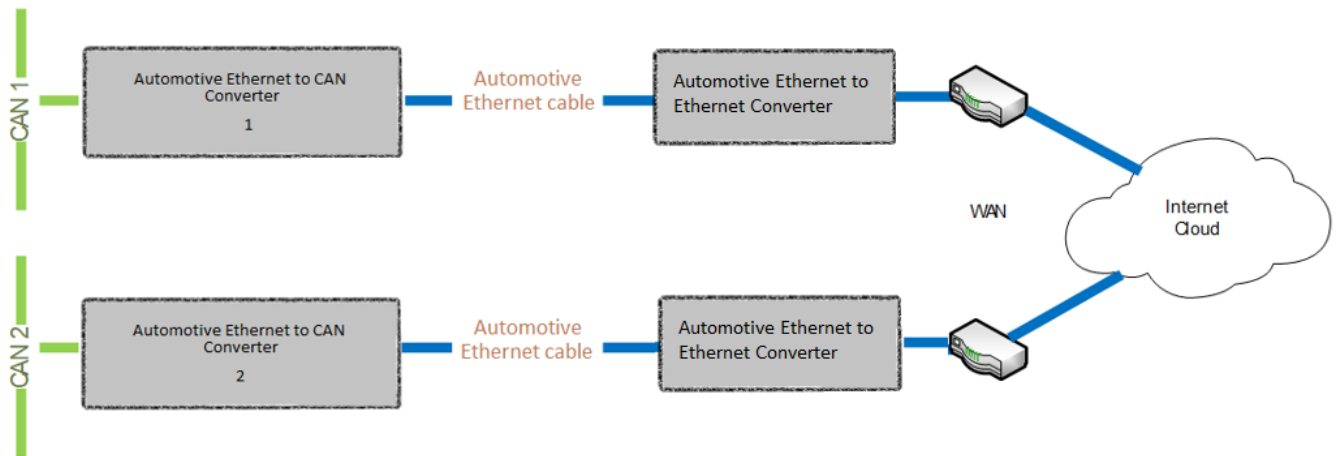 CAN 1
Automotive Ethernet to CAN
Converter
1
Automotive
Ethernet cable
Automotive Ethernet to
Ethernet Converter
WAN
Internet
Cloud
CAN 2
Automotive Ethernet to CAN
Converter
2
Automotive
Ethernet cable
Automotive Ethernet to
Ethernet Converter